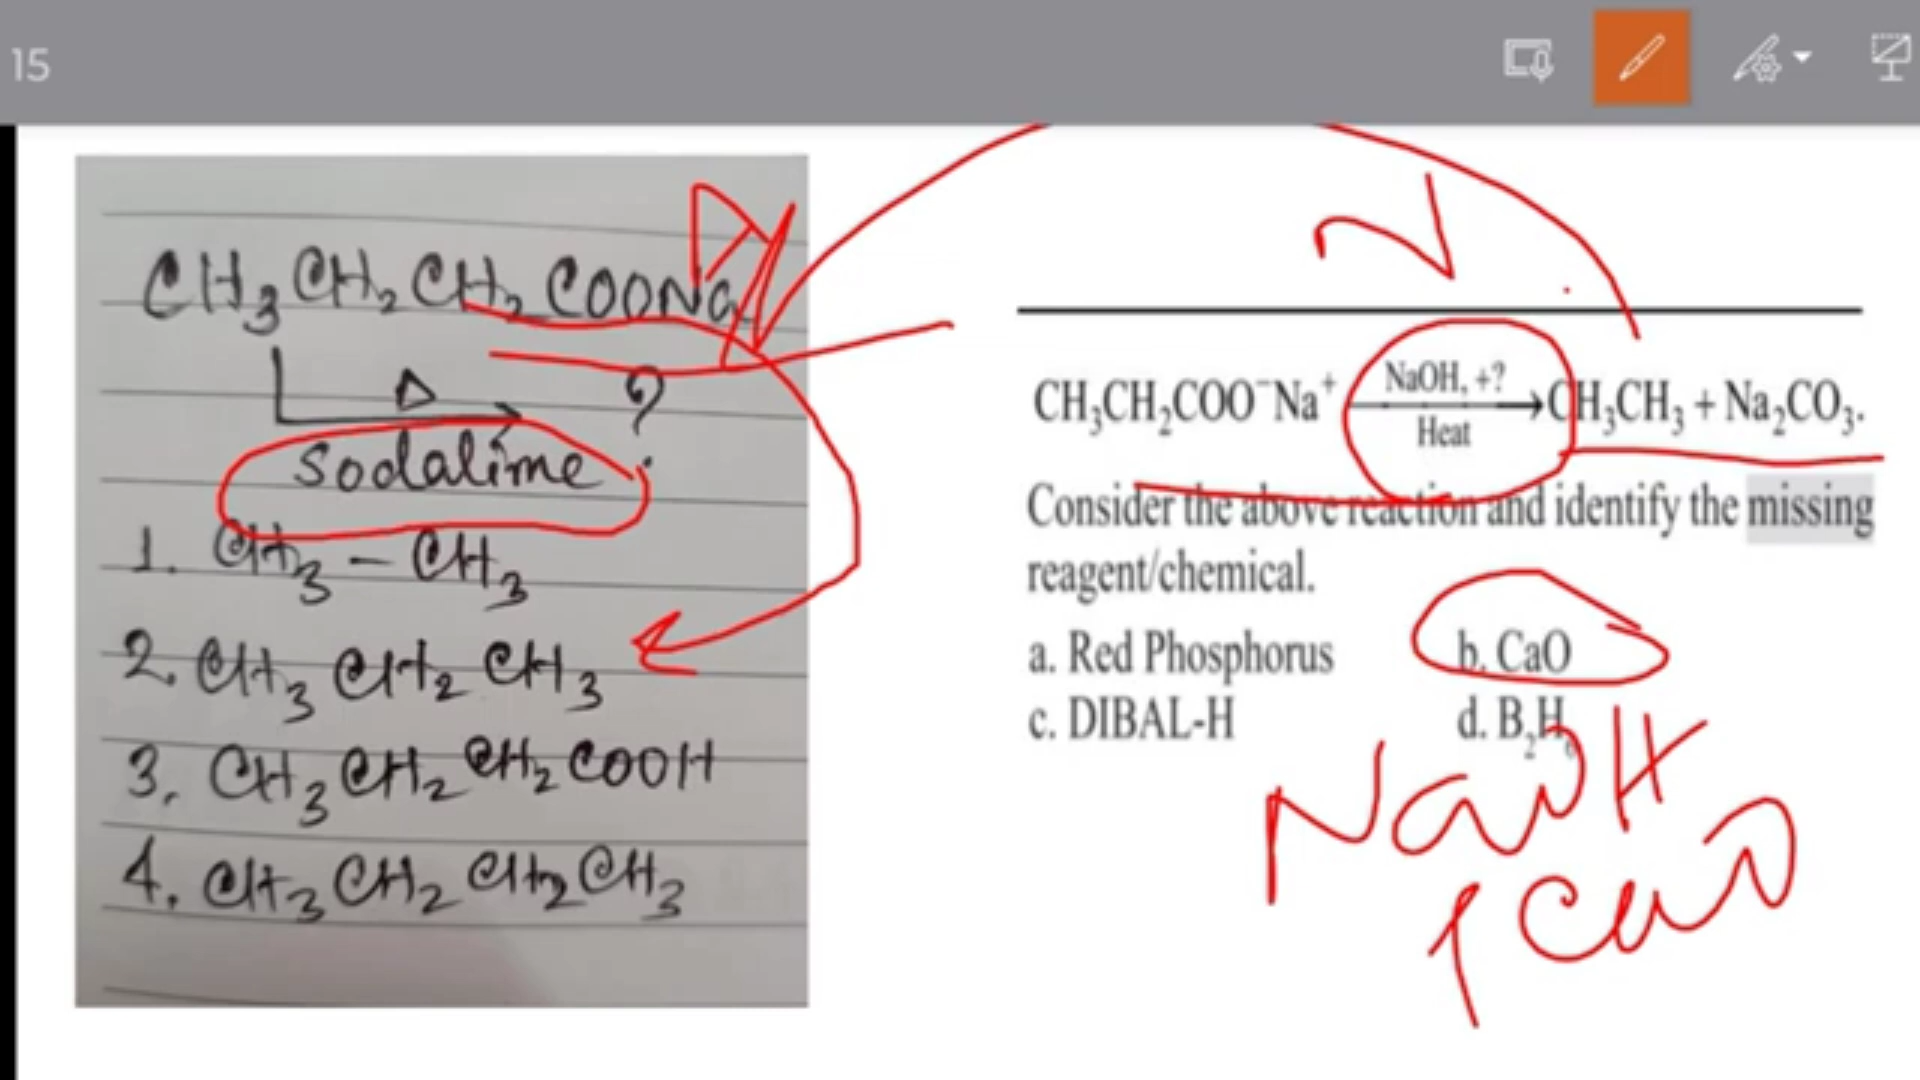 15
CH₃CH₂CH₂COONa
Δ
?
Sodalime
1. CH₃-CH₃
2. CH₃CH₂CH₃
3. CH₃CH₂CH₂COOH
4. CH₃CH₂CH₂CH₃
CH₃CH₂COO⁻Na⁺ NaOH, +? → Heat CH₃CH₃ + Na₂CO₃.
Consider the above reaction and identify the missing
reagent/chemical.
a. Red Phosphorus b. CaO
c. DIBAL-H d. B₂H₆
NaOH
+ CaO